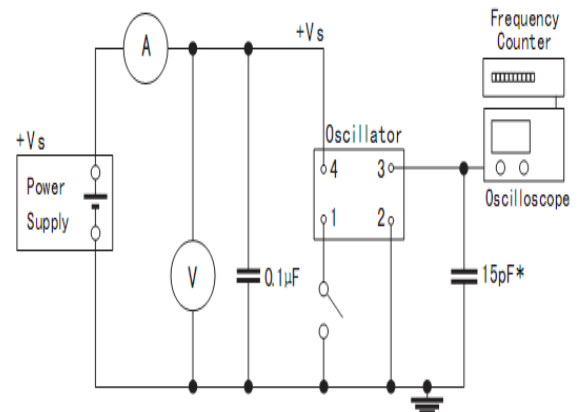 Frequency
Counter
+Vs
A
Oscillator
+Vs
4
3
Oscilloscope
Power
Supply
1
2
V
0.1μF
15pF*